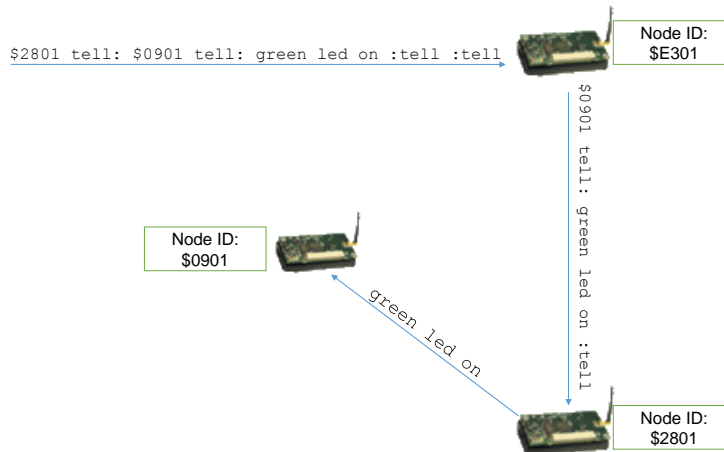 Node ID:
$E301
$2801 tell: $0901 tell: green led on :tell :tell
$0901 tell: green led on :tell
Node ID:
$0901
green led on
Node ID:
$2801